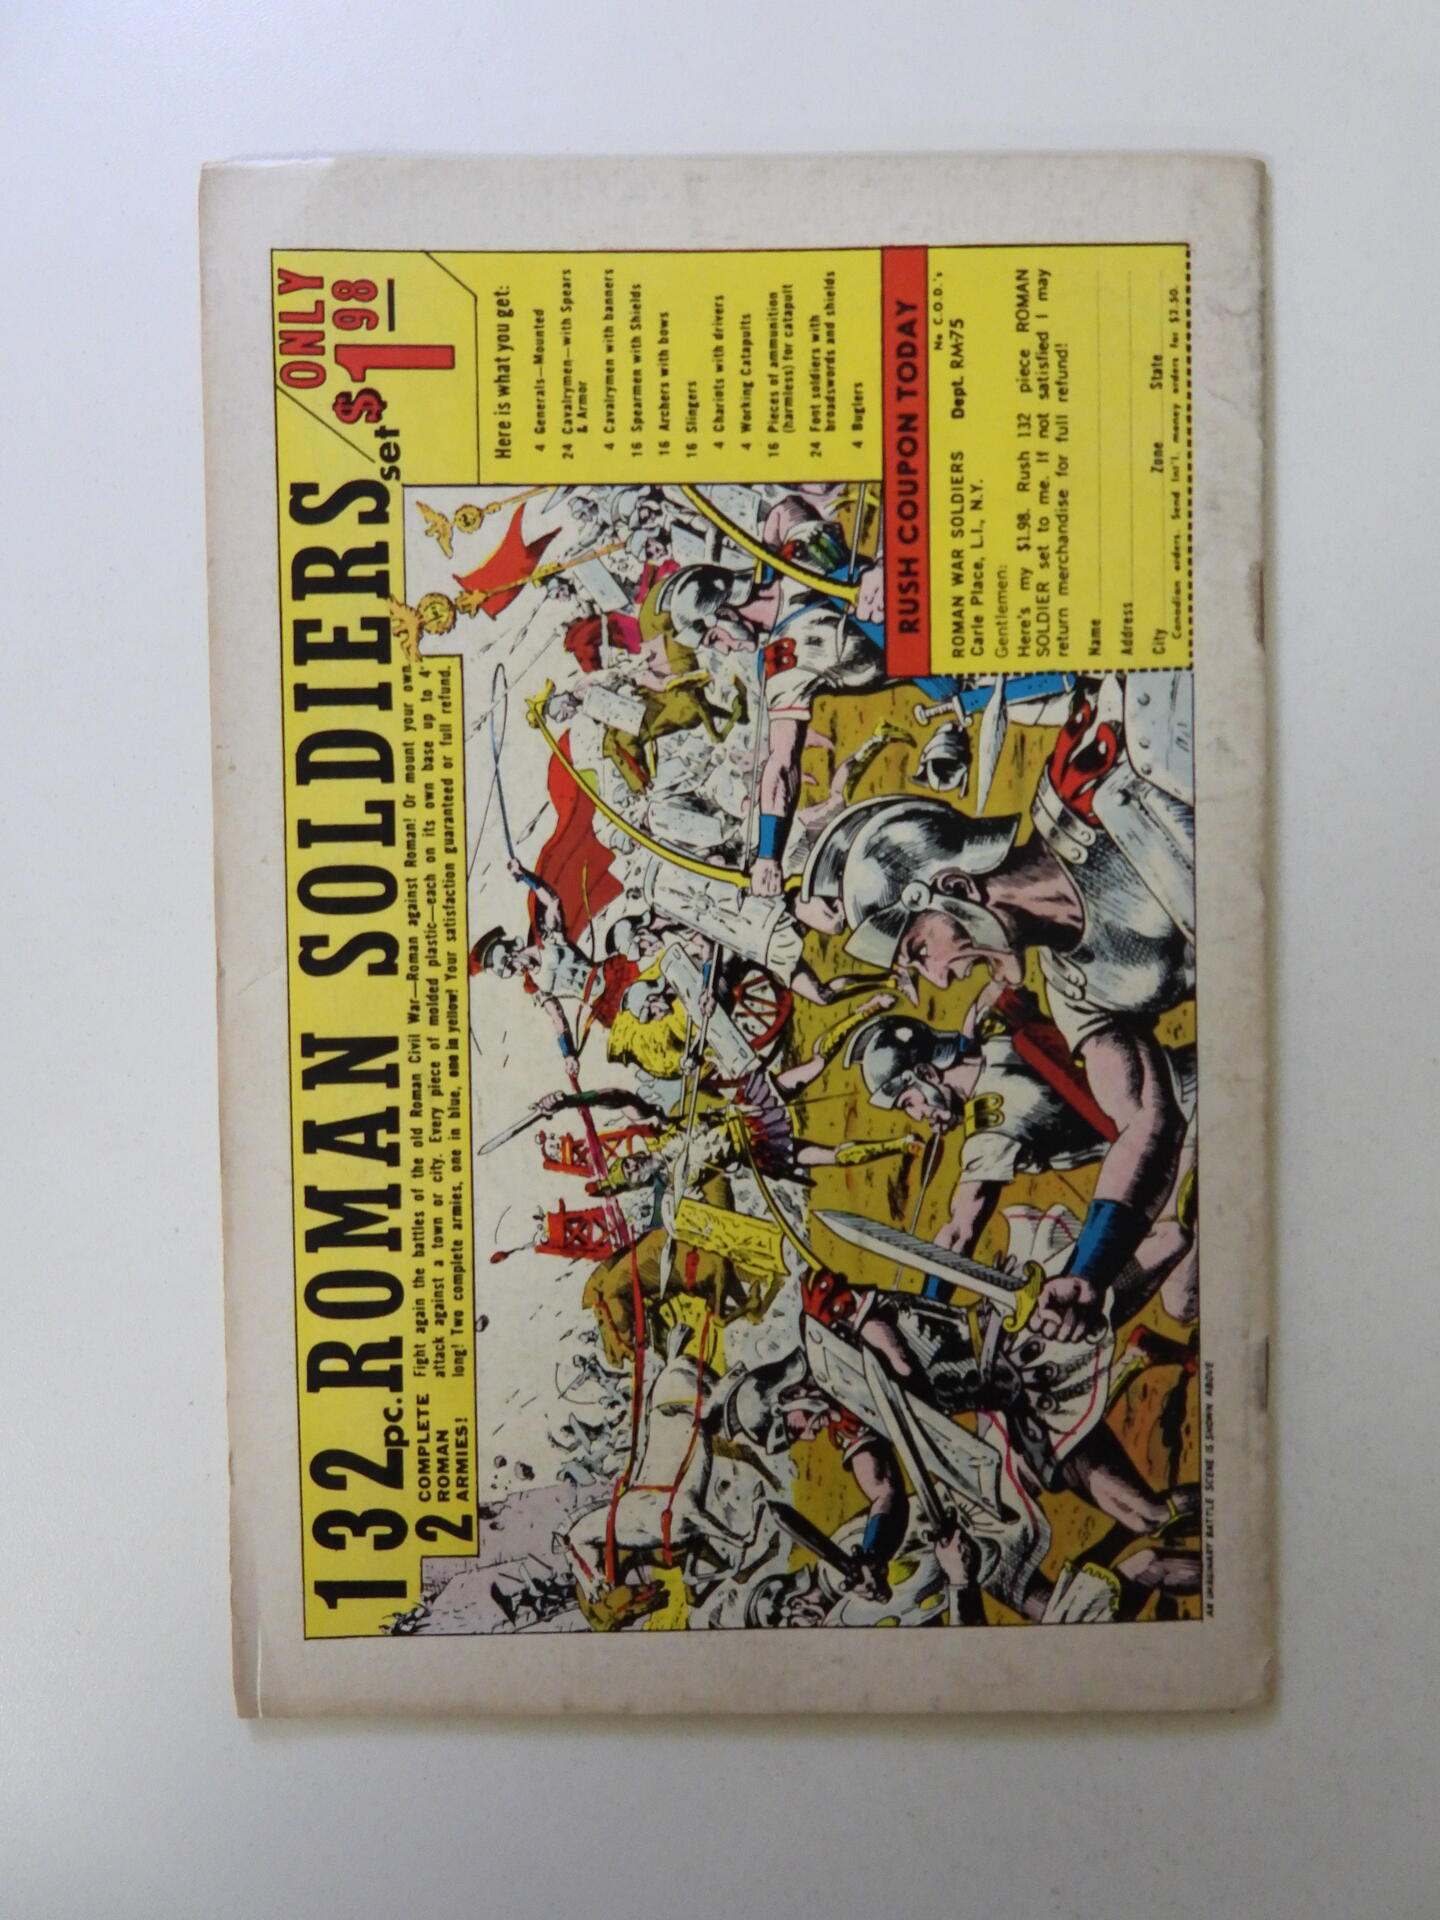 132 pc. ROMAN SOLDIERS set
ONLY
$1 98
COMPLETE
2 ROMAN
ARMIES!
Fight again the battles of the old Roman Civil War—Roman against Roman! Or mount your own
attack against a town or city. Every piece of molded plastic—each on its own base up to 4"
long! Two complete armies, one in blue, one in yellow! Your satisfaction guaranteed or full refund.
Here is what you get:
4 Generals—Mounted
24 Cavalrymen—with Spears
& Armor
4 Cavalrymen with banners
16 Spearmen with Shields
16 Archers with bows
16 Slingers
4 Chariots with drivers
4 Working Catapults
16 Pieces of ammunition
(harmless) for catapult
24 Foot soldiers with
broadswords and shields
4 Buglers
RUSH COUPON TODAY
No C.O.D.'s
ROMAN WAR SOLDIERS Dept. RM-75
Carle Place, L.I., N.Y.
Gentlemen:
Here's my $1.98. Rush 132 piece ROMAN
SOLDIER set to me. If not satisfied I may
return merchandise for full refund!
Name
Address
City Zone State
Canadian orders. Send Int'l. money orders for $2.50.
AN IMAGINARY BATTLE SCENE IS SHOWN ABOVE